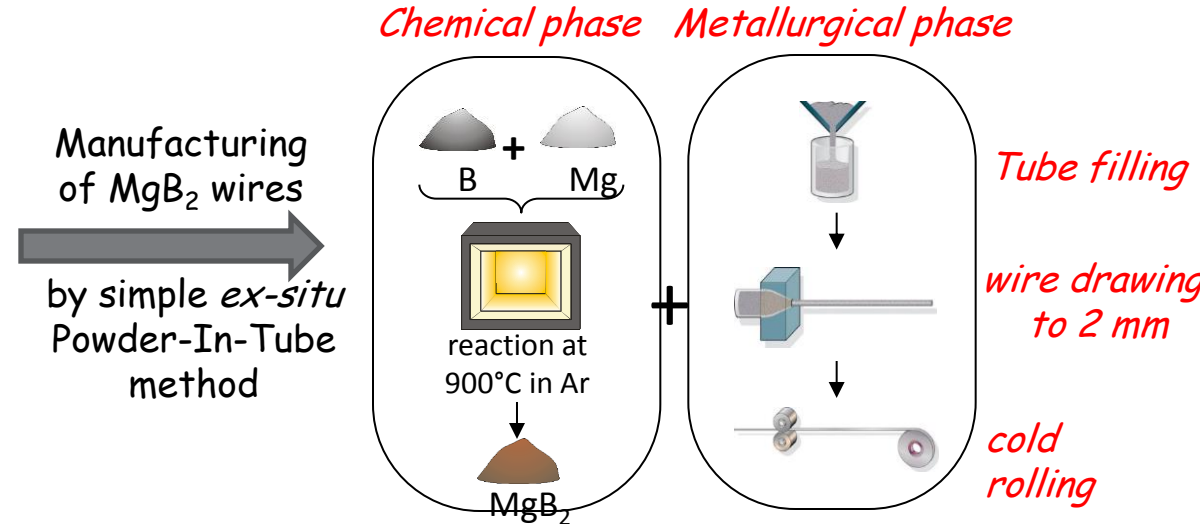 Chemical phase
Metallurgical phase
Manufacturing
of MgB₂ wires
by simple ex-situ
Powder-In-Tube
method
+
B
Mg
reaction at
900°C in Ar
MgB₂
+
Tube filling
wire drawing
to 2 mm
cold
rolling